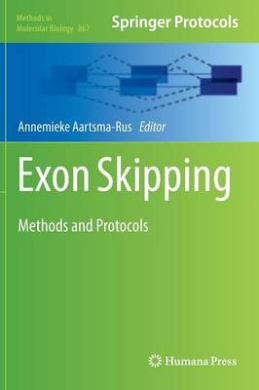 Methods in
Molecular Biology 867
Springer Protocols
Annemieke Aartsma-Rus Editor
Exon Skipping
Methods and Protocols
Humana Press